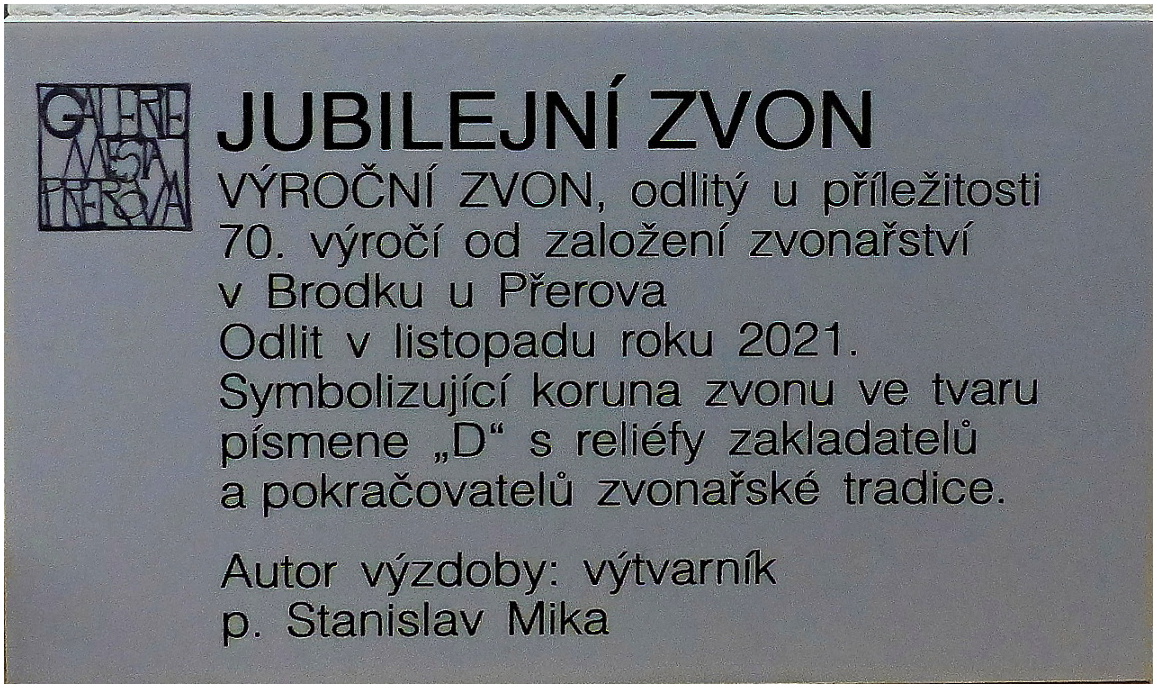 GALERIE
MĚSTA
PŘEROVA
JUBILEJNÍ ZVON
VÝROČNÍ ZVON, odlitý u příležitosti
70. výročí od založení zvonařství
v Brodku u Přerova
Odlit v listopadu roku 2021.
Symbolizující koruna zvonu ve tvaru
písmene „D“ s reliéfy zakladatelů
a pokračovatelů zvonařské tradice.
Autor výzdoby: výtvarník
p. Stanislav Mika